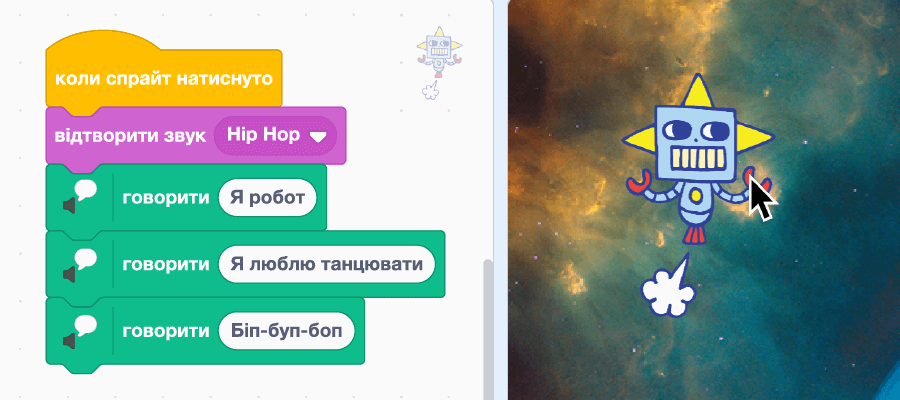 коли спрайт натиснуто
відтворити звук Hip Hop
говорити Я робот
говорити Я люблю танцювати
говорити Біп-буп-боп